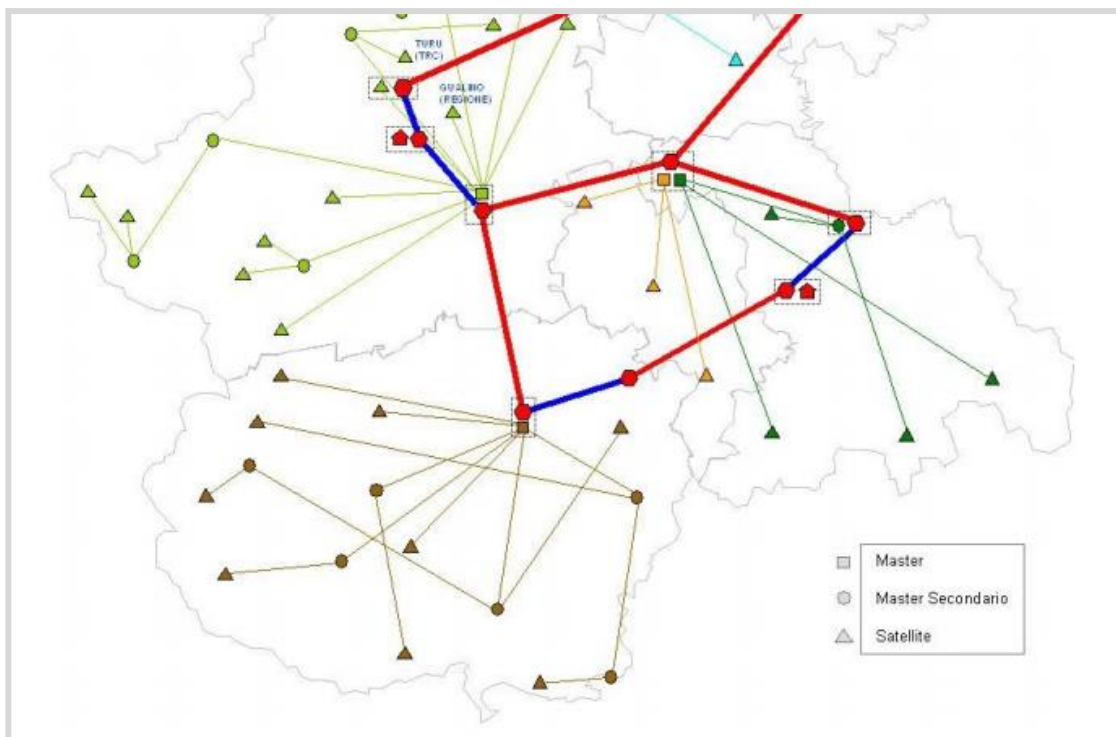 TURU
(TRC)
GUALINO
(REGIONE)
Master
Master Secondario
Satellite